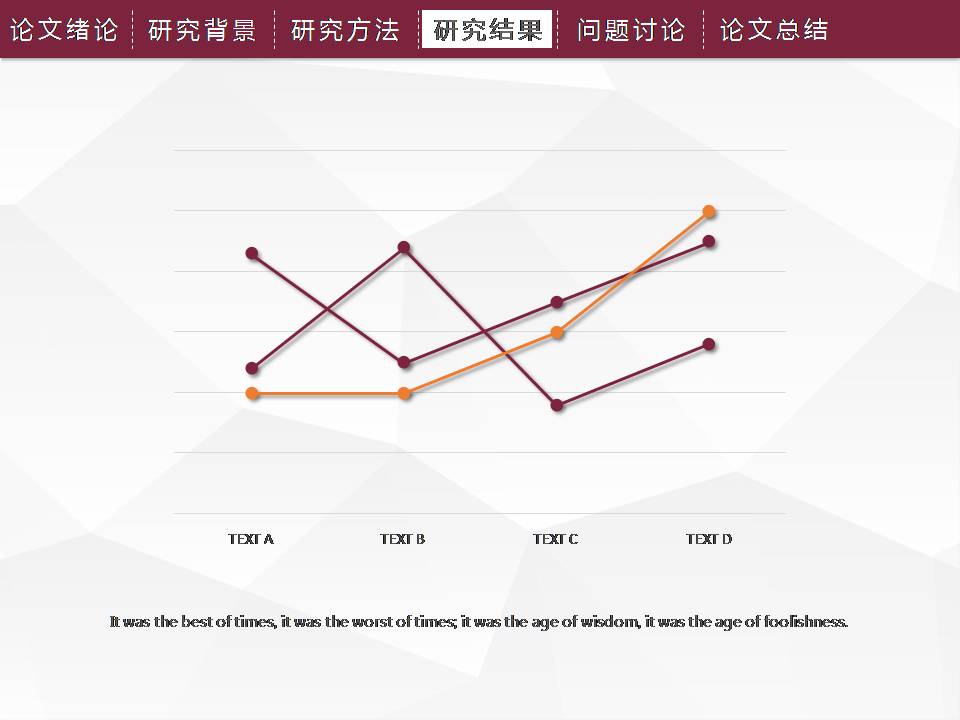 论文绪论 研究背景 研究方法 研究结果 问题讨论 论文总结
TEXT A TEXT B TEXT C TEXT D
It was the best of times, it was the worst of times; it was the age of wisdom, it was the age of foolishness.